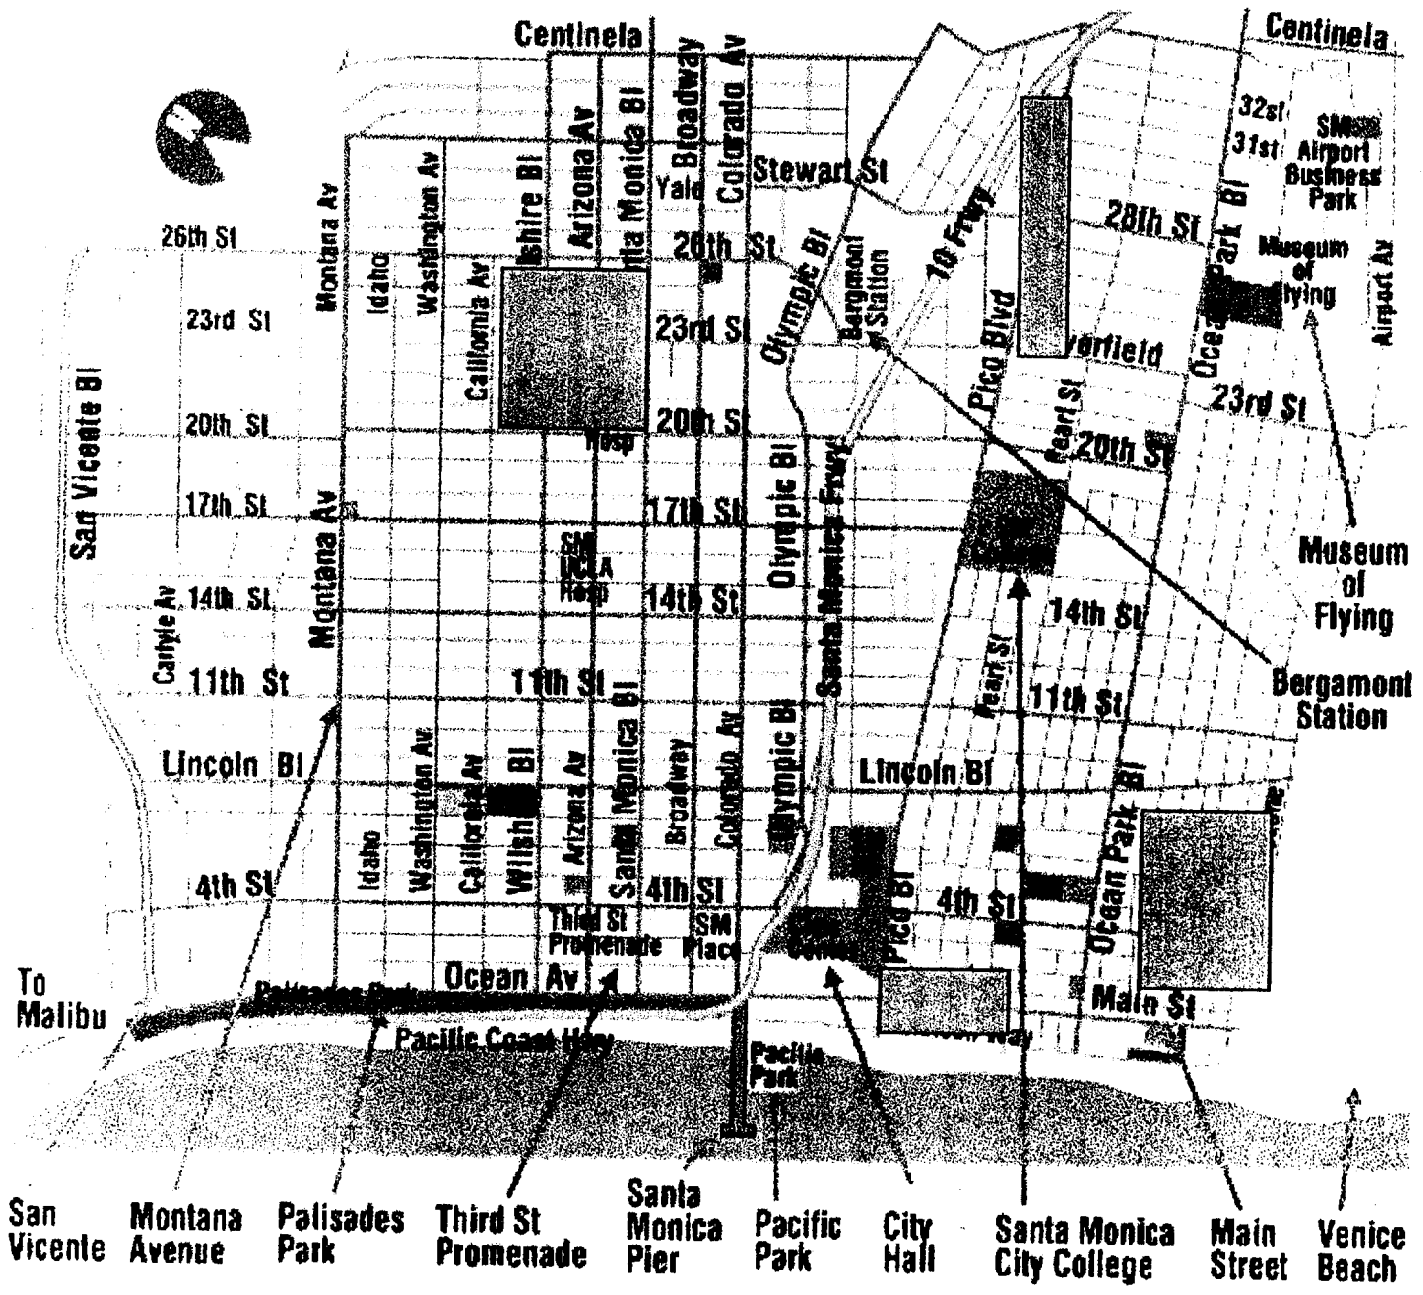 Centinela
Centinela
Broadway
Colorado Av
Arizona Av
Monica Bl
32st
31st
SM
Airport
Business
Park
Stewart St
Yale
Montana Av
Washington Av
26th St
26th St
28th St
Ocean Park Bl
Museum
of
Flying
Airport Av
Idaho
California Av
Olympic Bl
Bergmont
Station
10 Frwy
Pico Blvd
23rd St
23rd St
23rd St
San Vicente Bl
20th St
20th St
20th St
Pearl St
Hosp
Olympic Bl
Santa Monica Frwy
17th St
17th St
Montana Av
UCLA
Hosp
Museum
of
Flying
Carlyle Av
14th St
14th St
14th St
Pearl St
11th St
11th St
11th St
Bergamont
Station
Lincoln Bl
Lincoln Bl
Washington Av
California Av
Wilsh
Bl
Arizona Av
Santa Monica Bl
Broadway
Colorado Av
Olympic Bl
Idaho
Ocean Park Bl
4th St
4th St
4th St
Pico Bl
Third St
Promenade
SM
Place
Ocean Av
Palisades Park
Main St
To
Malibu
Pacific Coast Hwy
Pacific
Park
San
Vicente
Montana
Avenue
Palisades
Park
Third St
Promenade
Santa
Monica
Pier
Pacific
Park
City
Hall
Santa Monica
City College
Main
Street
Venice
Beach